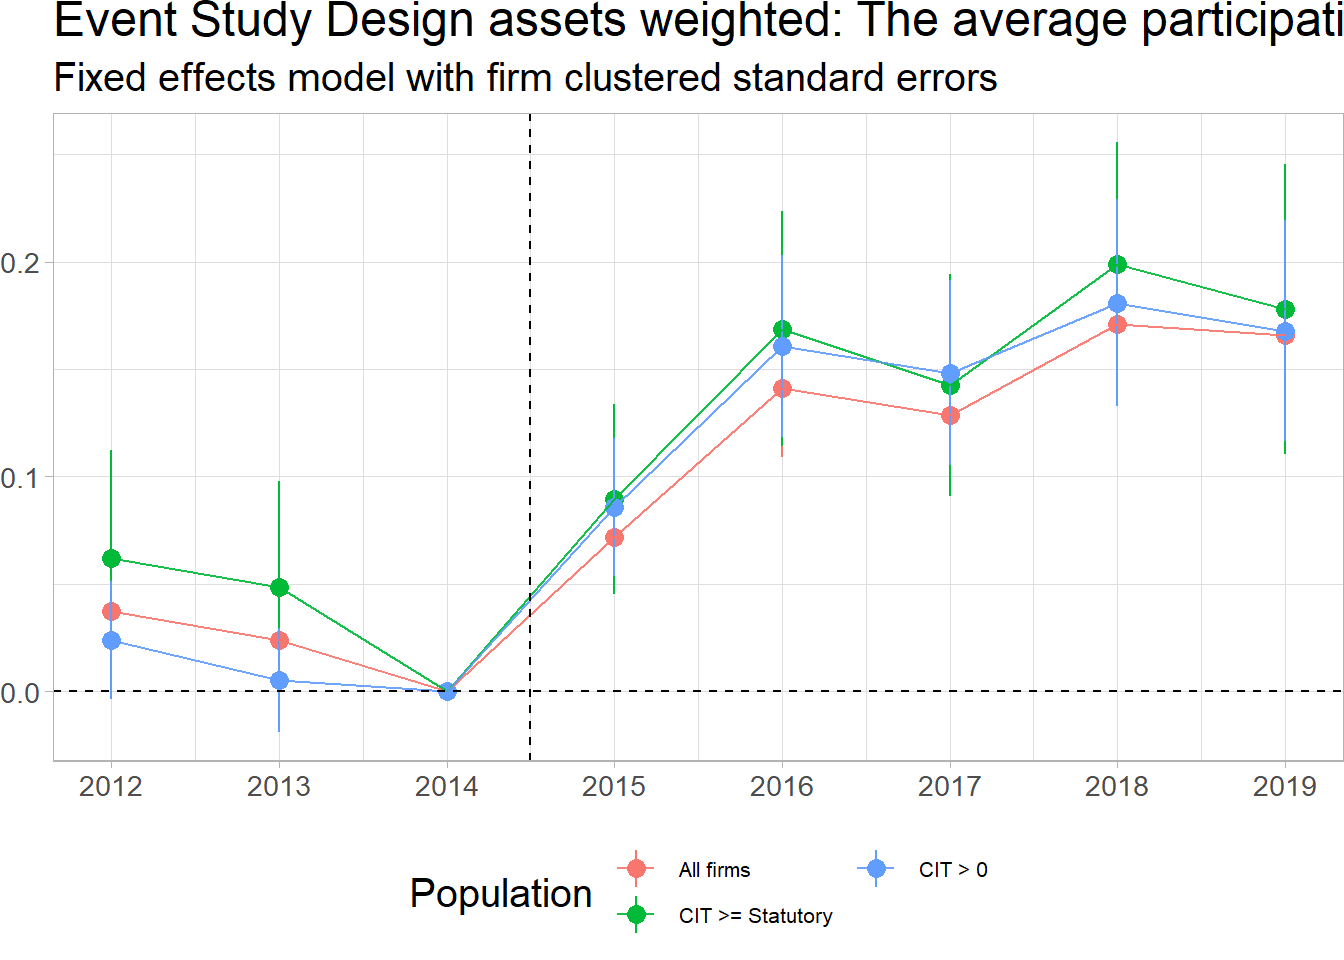 Event Study Design assets weighted: The average participati
Fixed effects model with firm clustered standard errors
0.2
0.1
0.0
2012 2013 2014 2015 2016 2017 2018 2019
Population
All firms
CIT > 0
CIT >= Statutory